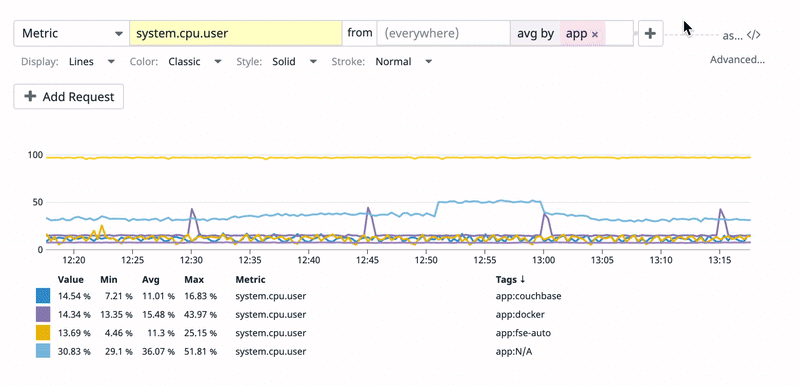 Metric system.cpu.user from (everywhere) avg by app × + as... </>
Display: Lines Color: Classic Style: Solid Stroke: Normal Advanced...
+ Add Request
100
50
0
12:20 12:25 12:30 12:35 12:40 12:45 12:50 12:55 13:00 13:05 13:10 13:15
Value Min Avg Max Metric Tags ↓
14.54 % 7.21 % 11.01 % 16.83 % system.cpu.user app:couchbase
14.34 % 13.35 % 15.48 % 43.97 % system.cpu.user app:docker
13.69 % 4.46 % 11.3 % 25.15 % system.cpu.user app:fse-auto
30.83 % 29.1 % 36.07 % 51.81 % system.cpu.user app:N/A